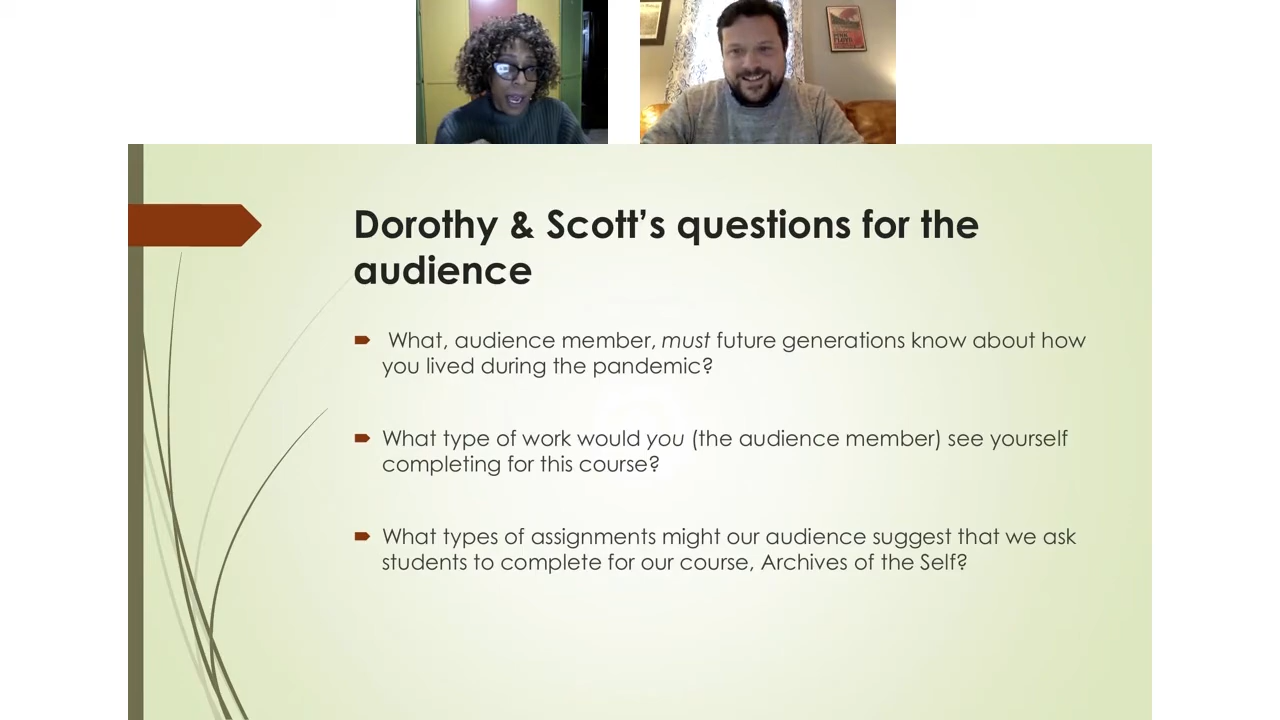 PINK FLOYD
Dorothy & Scott’s questions for the
audience
What, audience member, must future generations know about how
you lived during the pandemic?
What type of work would you (the audience member) see yourself
completing for this course?
What types of assignments might our audience suggest that we ask
students to complete for our course, Archives of the Self?